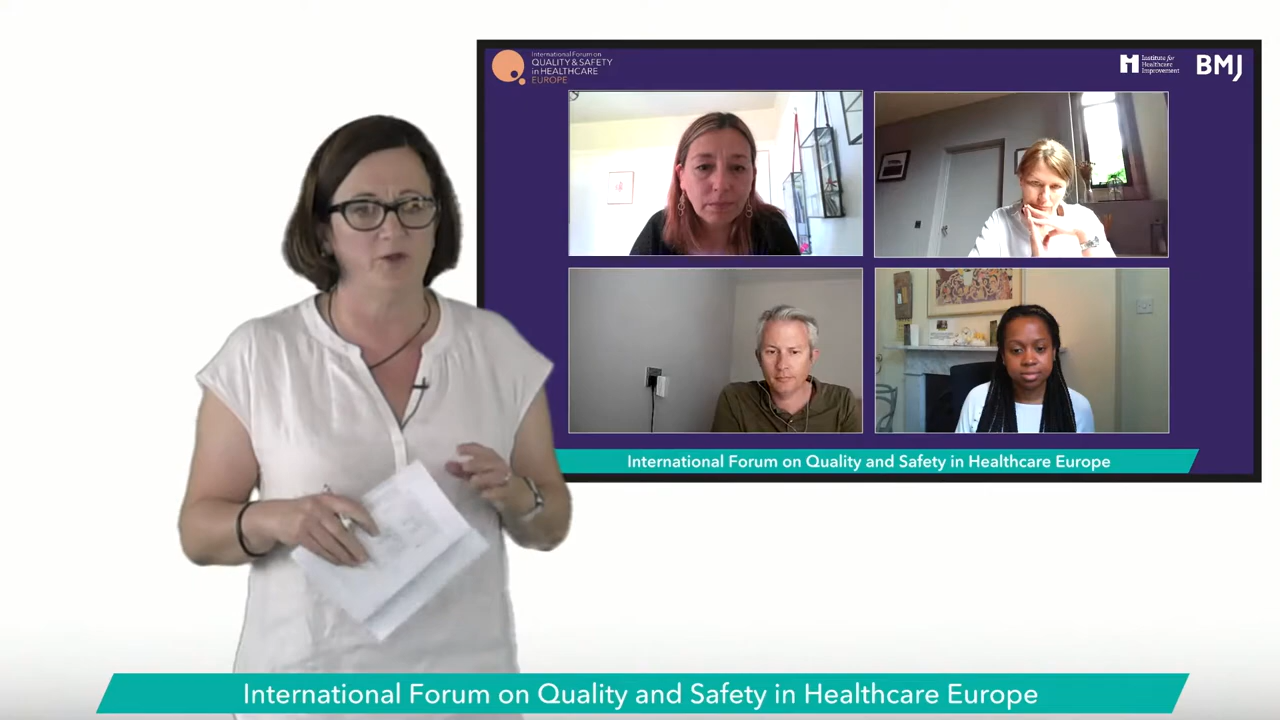 International Forum on
QUALITY & SAFETY
in HEALTHCARE
EUROPE
Institute for
Healthcare
Improvement
BMJ
International Forum on Quality and Safety in Healthcare Europe
International Forum on Quality and Safety in Healthcare Europe